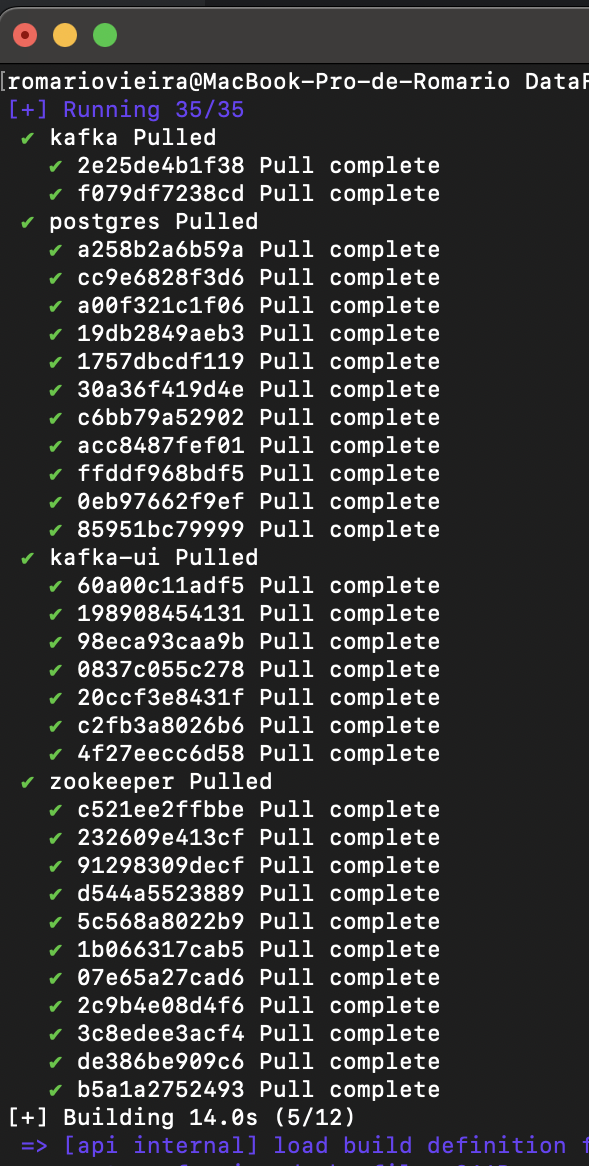 [romariovieira@MacBook-Pro-de-Romario DataF
[+] Running 35/35
✔ kafka Pulled
✔ 2e25de4b1f38 Pull complete
✔ f079df7238cd Pull complete
✔ postgres Pulled
✔ a258b2a6b59a Pull complete
✔ cc9e6828f3d6 Pull complete
✔ a00f321c1f06 Pull complete
✔ 19db2849aeb3 Pull complete
✔ 1757dbcdf119 Pull complete
✔ 30a36f419d4e Pull complete
✔ c6bb79a52902 Pull complete
✔ acc8487fef01 Pull complete
✔ ffddf968bdf5 Pull complete
✔ 0eb97662f9ef Pull complete
✔ 85951bc79999 Pull complete
✔ kafka-ui Pulled
✔ 60a00c11adf5 Pull complete
✔ 198908454131 Pull complete
✔ 98eca93caa9b Pull complete
✔ 0837c055c278 Pull complete
✔ 20ccf3e8431f Pull complete
✔ c2fb3a8026b6 Pull complete
✔ 4f27eecc6d58 Pull complete
✔ zookeeper Pulled
✔ c521ee2ffbbe Pull complete
✔ 232609e413cf Pull complete
✔ 91298309decf Pull complete
✔ d544a5523889 Pull complete
✔ 5c568a8022b9 Pull complete
✔ 1b066317cab5 Pull complete
✔ 07e65a27cad6 Pull complete
✔ 2c9b4e08d4f6 Pull complete
✔ 3c8edee3acf4 Pull complete
✔ de386be909c6 Pull complete
✔ b5a1a2752493 Pull complete
[+] Building 14.0s (5/12)
=> [api internal] load build definition f